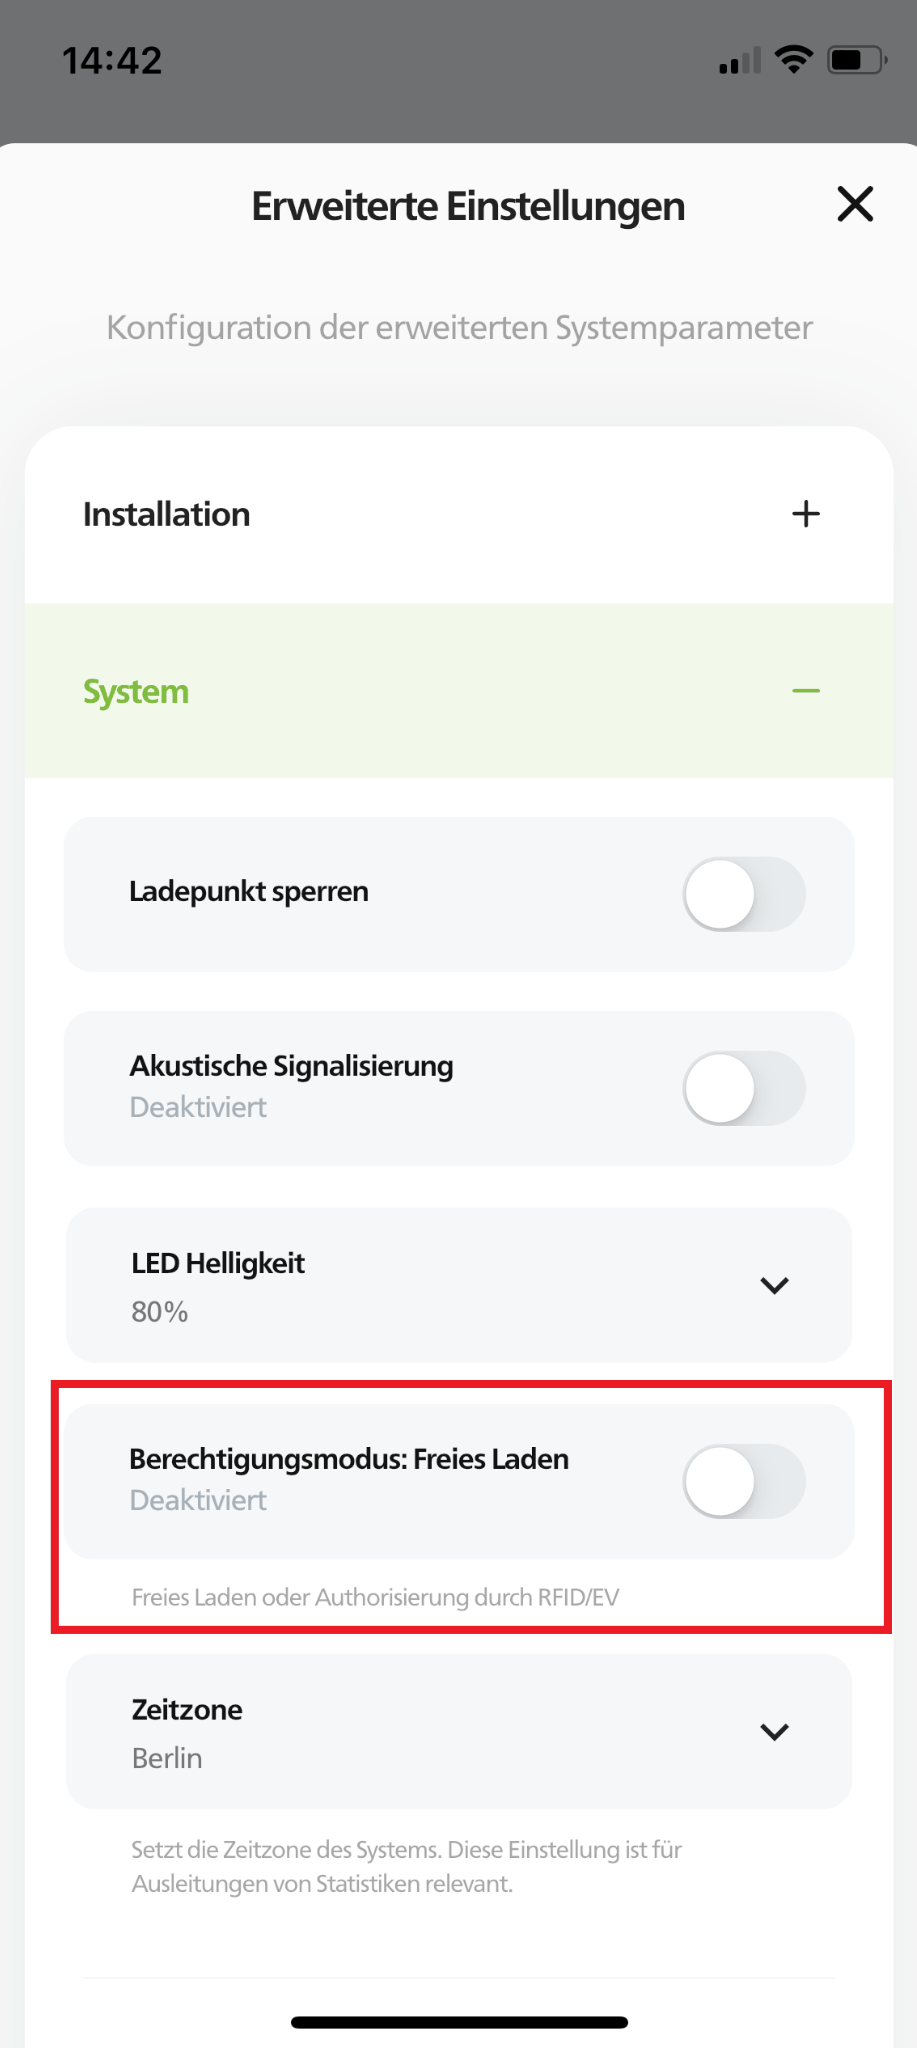 14:42
Erweiterte Einstellungen
Konfiguration der erweiterten Systemparameter
Installation
System
Ladepunkt sperren
Akustische Signalisierung
Deaktiviert
LED Helligkeit
80%
Berechtigungsmodus: Freies Laden
Deaktiviert
Freies Laden oder Authorisierung durch RFID/EV
Zeitzone
Berlin
Setzt die Zeitzone des Systems. Diese Einstellung ist für
Ausleitungen von Statistiken relevant.